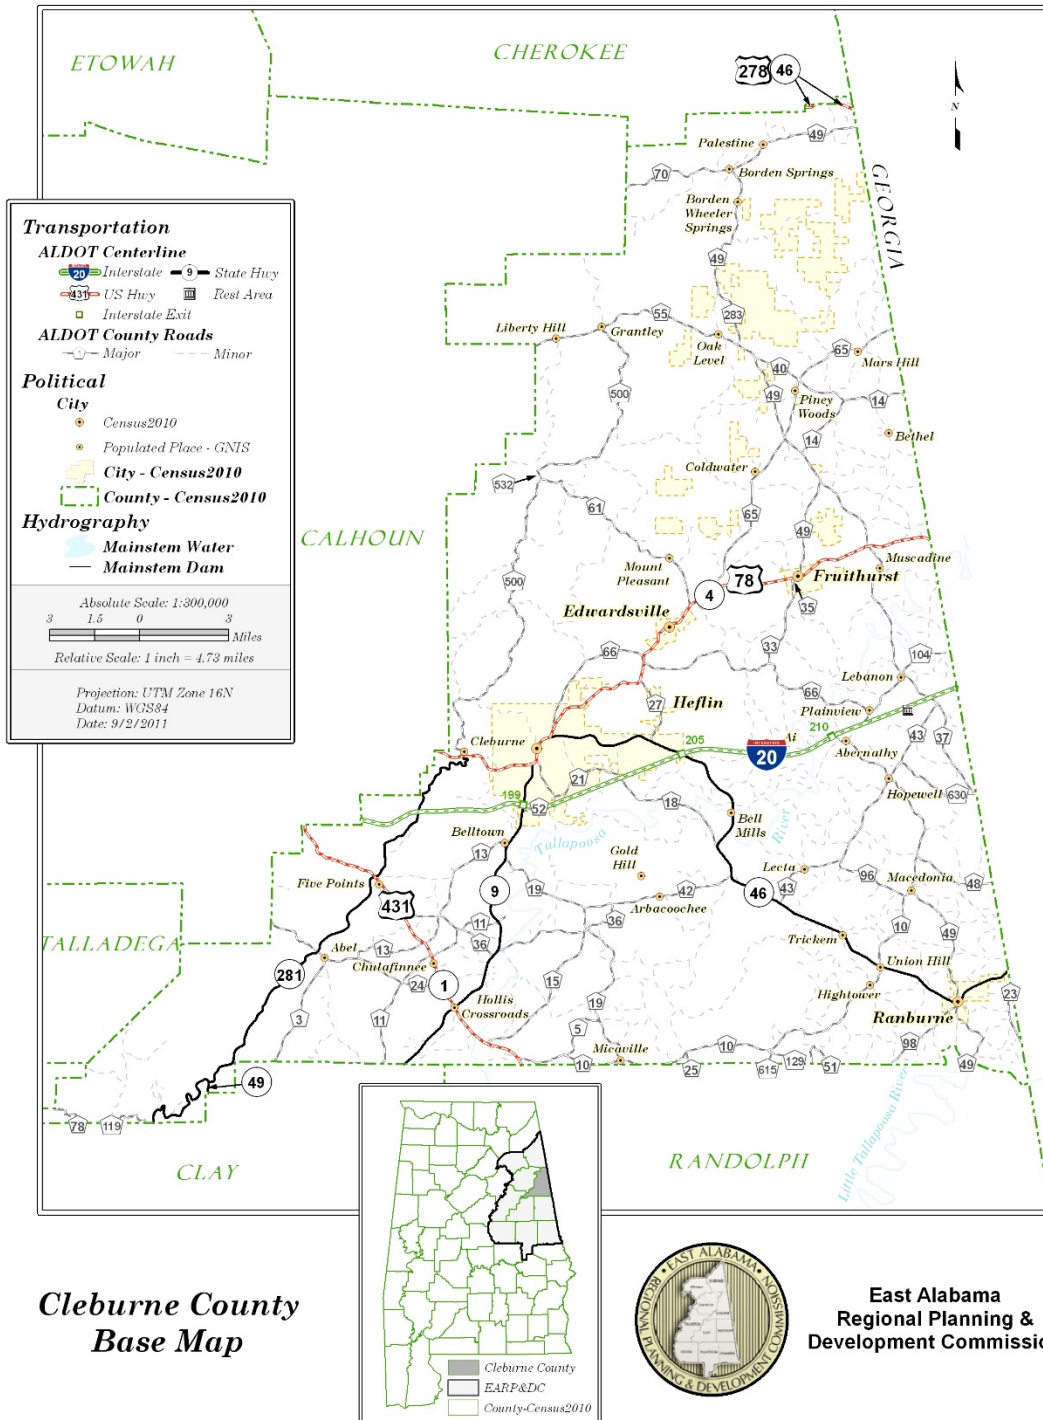 ETOWAH
CHEROKEE
278
46
N
GEORGIA
Palestine
49
70
Borden Springs
Borden
Wheeler
Springs
49
Transportation
ALDOT Centerline
20
Interstate
9
State Hwy
431
US Hwy
Rest Area
Interstate Exit
ALDOT County Roads
Major
Minor
Political
City
Census2010
Populated Place - GNIS
City - Census2010
County - Census2010
Hydrography
Mainstem Water
Mainstem Dam
Absolute Scale: 1:300,000
3 1.5 0 3
Miles
Relative Scale: 1 inch = 4.73 miles
Projection: UTM Zone 16N
Datum: WGS84
Date: 9/2/2011
Liberty Hill
Grantley
55
283
Oak
Level
65
Mars Hill
40
500
49
Piney
Woods
14
14
Bethel
Coldwater
532
CALHOUN
61
65
49
Mount
Pleasant
500
4
78
Fruithurst
Muscadine
35
Edwardsville
66
33
104
Lebanon
66
27
Heflin
Plainview
Cleburne
205
20
Ai
210
Abernathy
43
37
21
199
52
18
Hopewell
630
Bell
Mills
Belltown
Tallapoosa
River
13
Gold
Hill
Lecta
Five Points
9
19
42
46
43
96
Macedonia
48
431
Arbacoochee
11
36
36
10
49
TALLADEGA
Abel
13
Trickem
Chulafinnee
Union Hill
281
24
1
15
Hightower
23
Hollis
Crossroads
19
Ranburne
3
11
5
98
10
Micaville
10
129
25
615
51
49
49
78
119
CLAY
RANDOLPH
Little Tallapoosa River
Cleburne County
Base Map
Cleburne County
EARP&DC
County-Census2010
EAST ALABAMA
REGIONAL PLANNING & DEVELOPMENT COMMISSION
East Alabama
Regional Planning &
Development Commissio